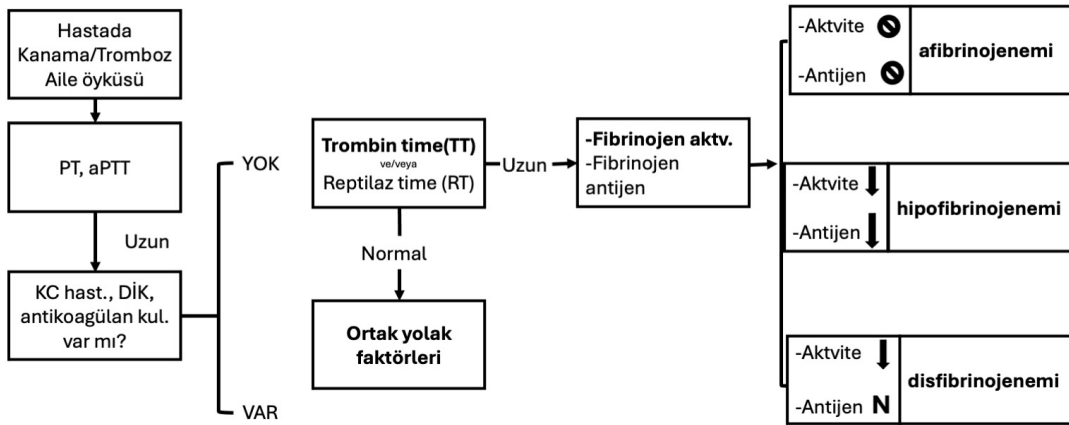 Hastada
Kanama/Tromboz
Aile öyküsü
PT, aPTT
Uzun
KC hast., DİK,
antikoagülan kul.
var mı?
YOK
VAR
Trombin time(TT)
ve/veya
Reptilaz time (RT)
Uzun
Normal
Ortak yolak
faktörleri
-Fibrinojen aktv.
-Fibrinojen
antijen
-Aktvite
-Antijen
afibrinojenemi
-Aktvite
-Antijen
hipofibrinojenemi
-Aktvite
-Antijen N
disfibrinojenemi